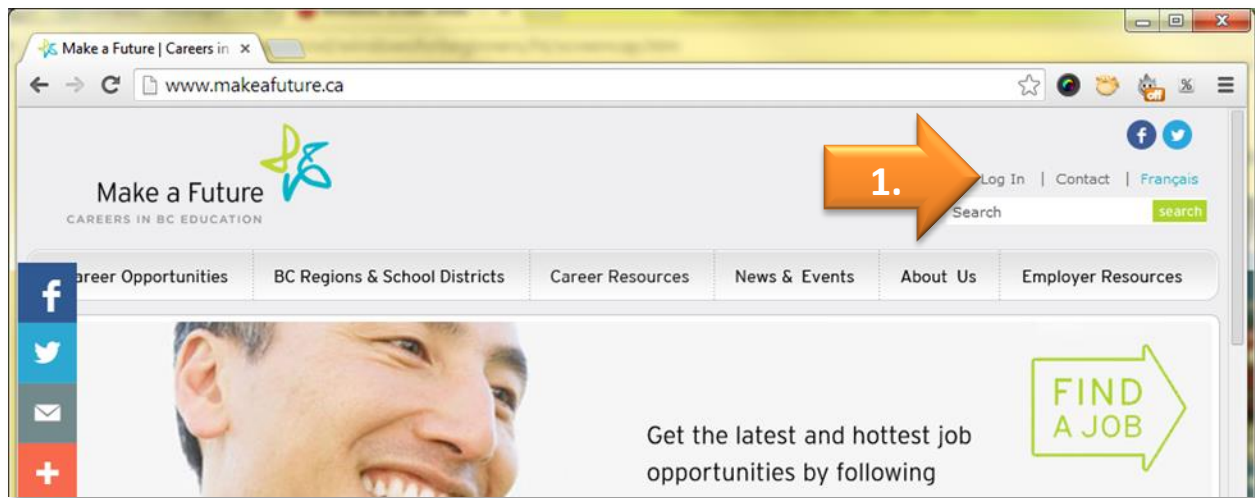 Make a Future | Careers in
www.makeafuture.ca
off
%
Make a Future
CAREERS IN BC EDUCATION
1.
Log In | Contact | Français
Search
search
areer Opportunities
BC Regions & School Districts
Career Resources
News & Events
About Us
Employer Resources
FIND
A JOB
Get the latest and hottest job
opportunities by following